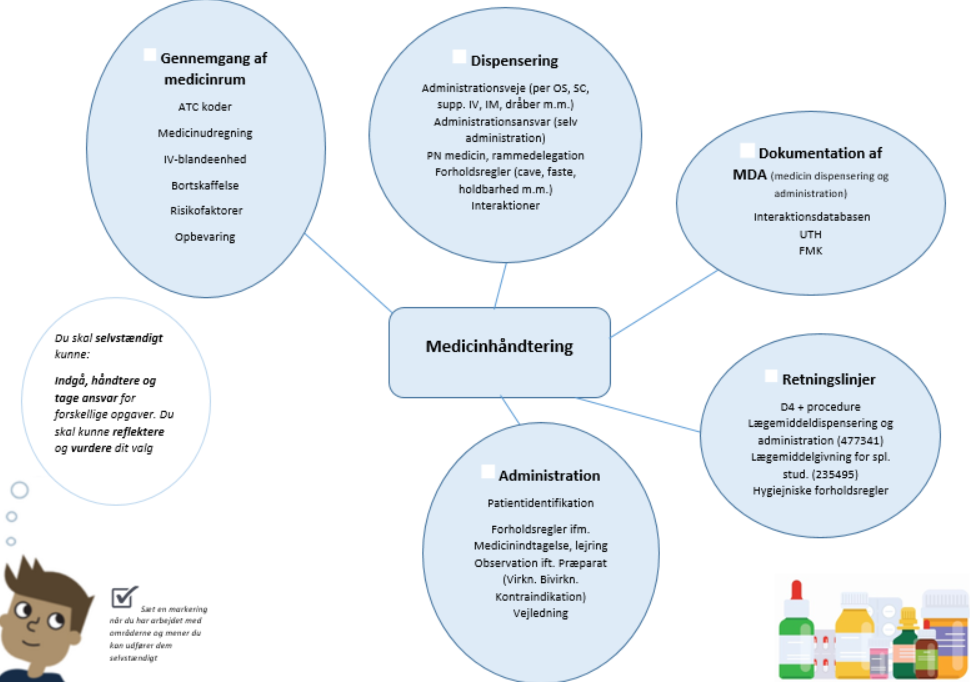 Gennemgang af
medicinrum
ATC koder
Medicinudregning
IV-blandeenhed
Bortskaffelse
Risikofaktorer
Opbevaring
Dispensering
Administrationsveje (per OS, SC,
supp. IV, IM, dråber m.m.)
Administrationsansvar (selv
administration)
PN medicin, rammedelegation
Forholdsregler (cave, faste,
holdbarhed m.m.)
Interaktioner
Dokumentation af
MDA (medicin dispensering og
administration)
Interaktionsdatabasen
UTH
FMK
Medicinhåndtering
Du skal selvstændigt
kunne:
Indgå, håndtere og
tage ansvar for
forskellige opgaver. Du
skal kunne reflektere
og vurdere dit valg
Retningslinjer
D4 + procedure
Lægemiddeldispensering og
administration (477341)
Lægemiddelgivning for spl.
stud. (235495)
Hygiejniske forholdsregler
Administration
Patientidentifikation
Forholdsregler ifm.
Medicinindtagelse, lejring
Observation ift. Præparat
(Virkn. Bivirkn.
Kontraindikation)
Vejledning
Sæt en markering
når du har arbejdet med
områderne og mener du
kan udfører dem
selvstændigt